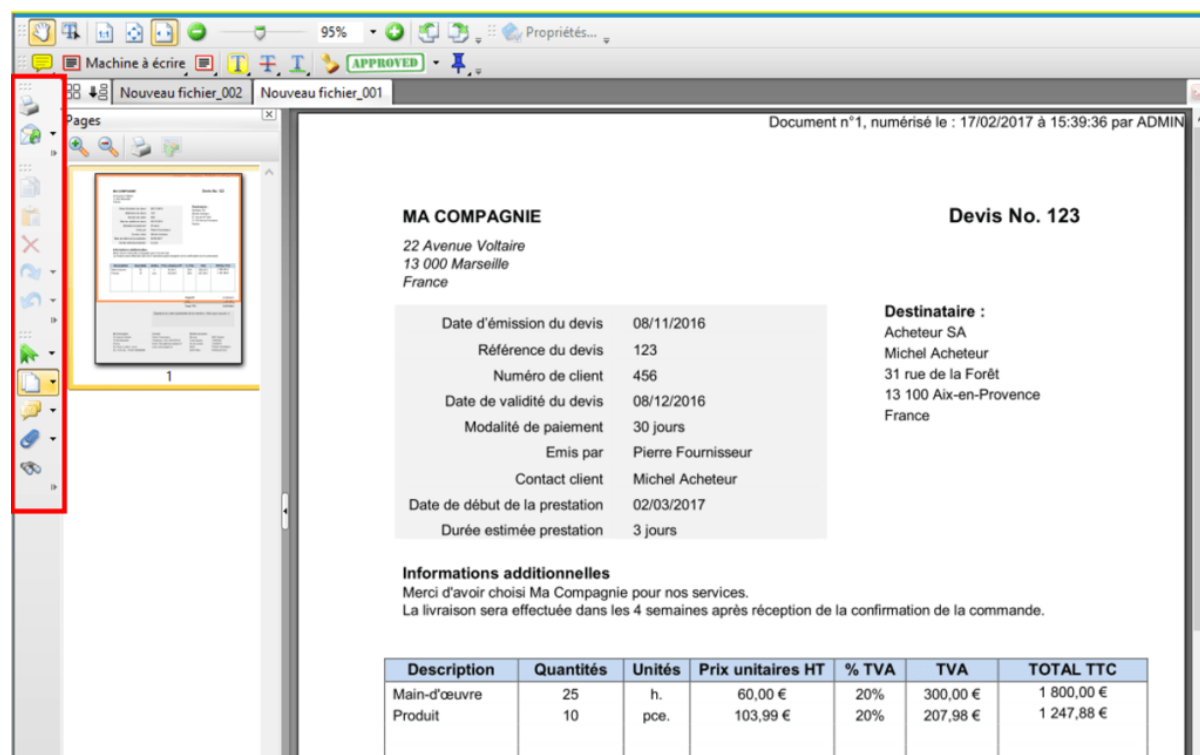 95% Propriétés...
Machine à écrire APPROVED
Nouveau fichier_002 Nouveau fichier_001
Pages
1
Document n°1, numérisé le : 17/02/2017 à 15:39:36 par ADMIN
MA COMPAGNIE Devis No. 123
22 Avenue Voltaire
13 000 Marseille
France
Date d'émission du devis 08/11/2016
Référence du devis 123
Numéro de client 456
Date de validité du devis 08/12/2016
Modalité de paiement 30 jours
Emis par Pierre Fournisseur
Contact client Michel Acheteur
Date de début de la prestation 02/03/2017
Durée estimée prestation 3 jours
Destinataire :
Acheteur SA
Michel Acheteur
31 rue de la Forêt
13 100 Aix-en-Provence
France
Informations additionnelles
Merci d'avoir choisi Ma Compagnie pour nos services.
La livraison sera effectuée dans les 4 semaines après réception de la confirmation de la commande.
Description Quantités Unités Prix unitaires HT % TVA TVA TOTAL TTC
Main-d'œuvre 25 h. 60,00 € 20% 300,00 € 1 800,00 €
Produit 10 pce. 103,99 € 20% 207,98 € 1 247,88 €